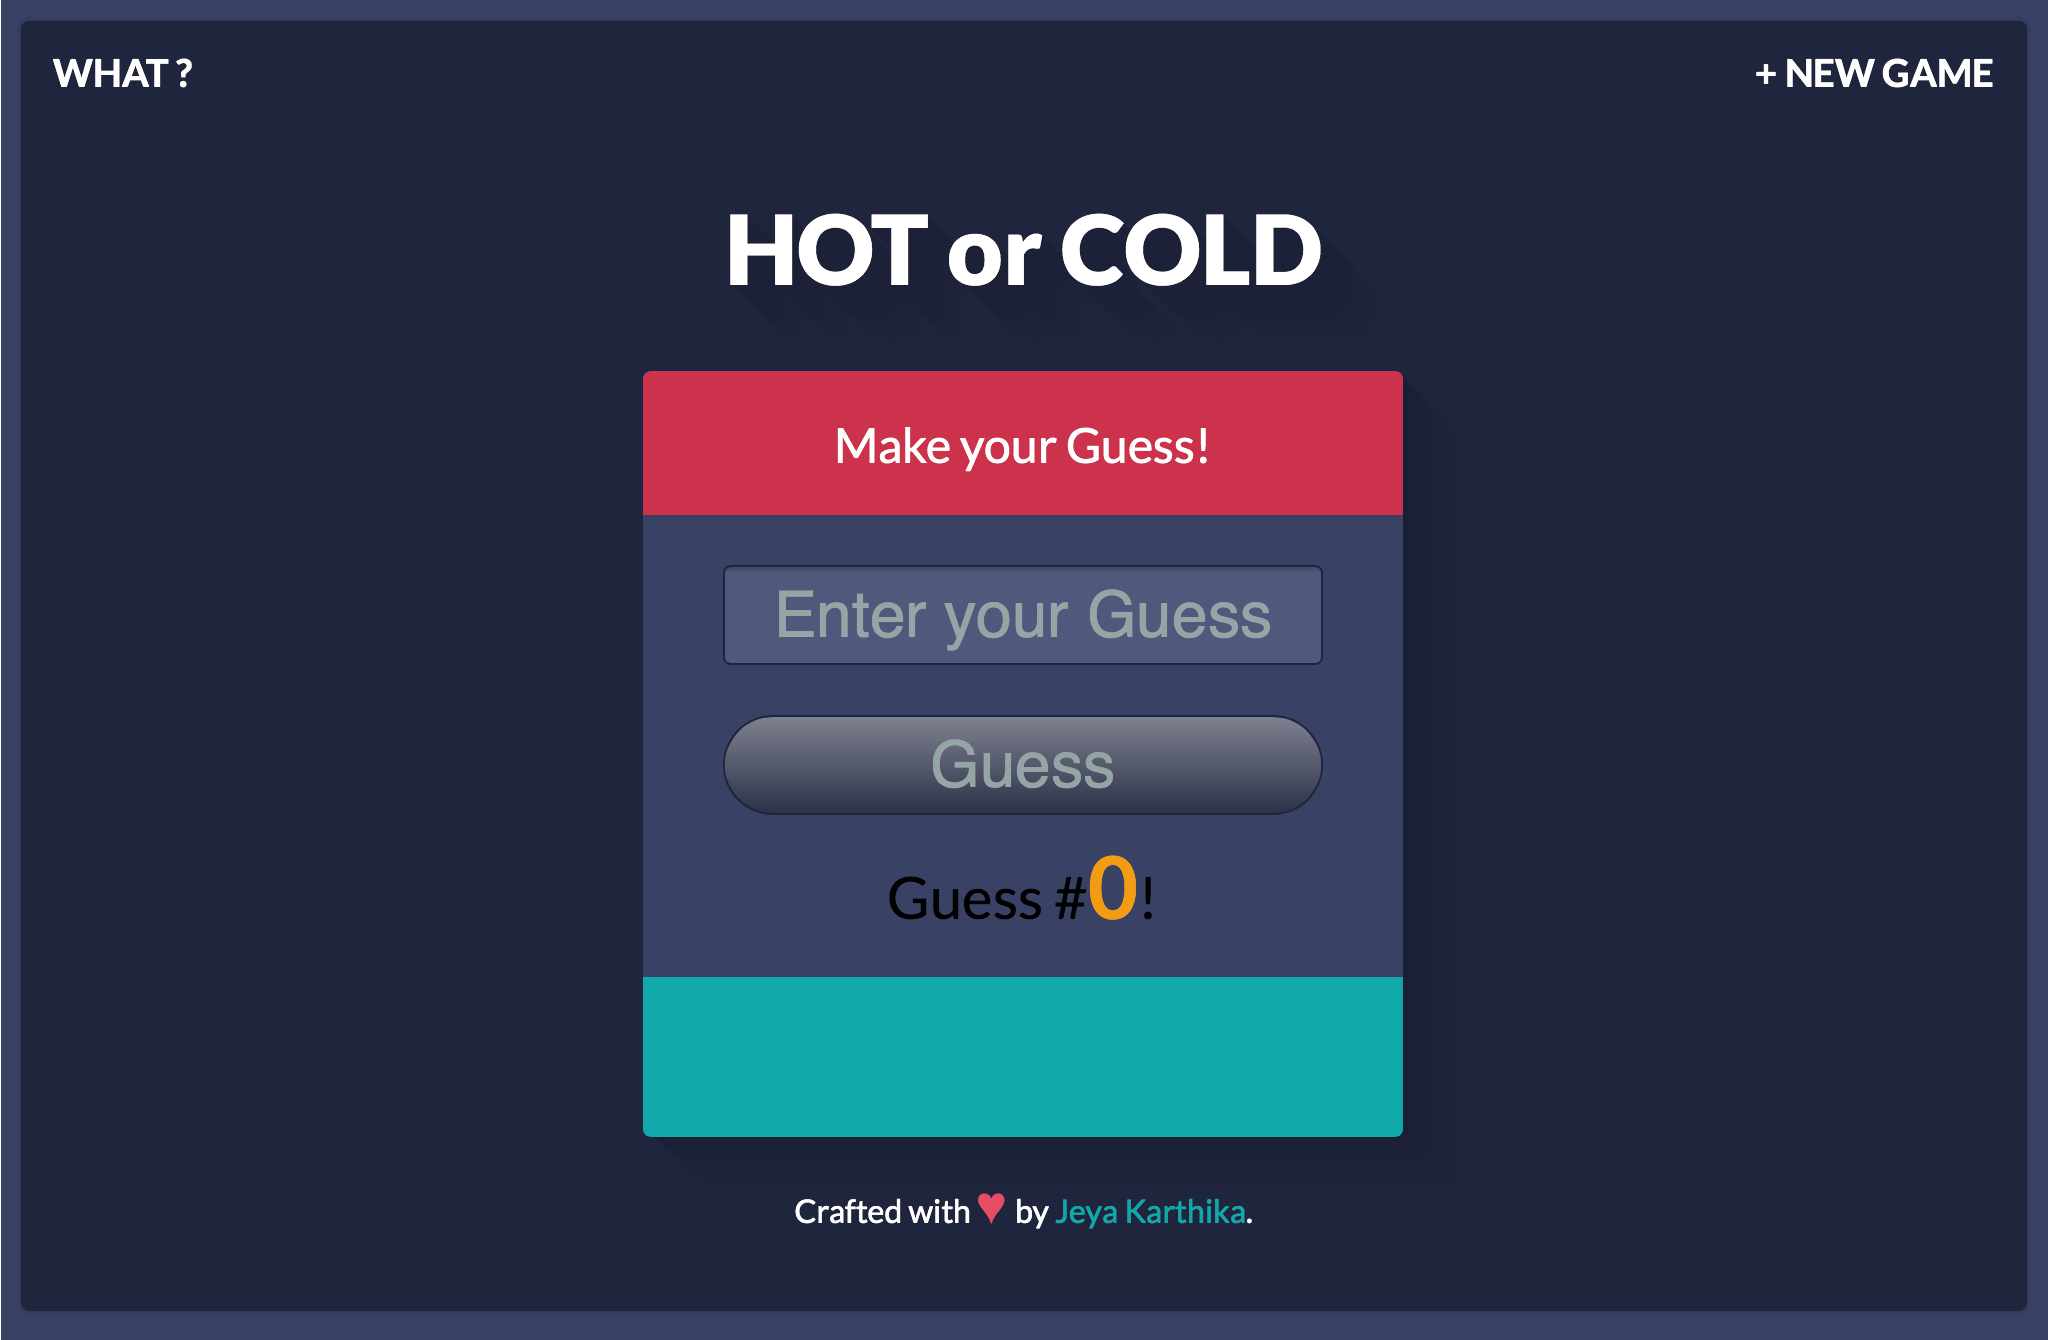 WHAT ?
+ NEW GAME
HOT or COLD
Make your Guess!
Enter your Guess
Guess
Guess #0!
Crafted with ♥ by Jeya Karthika.